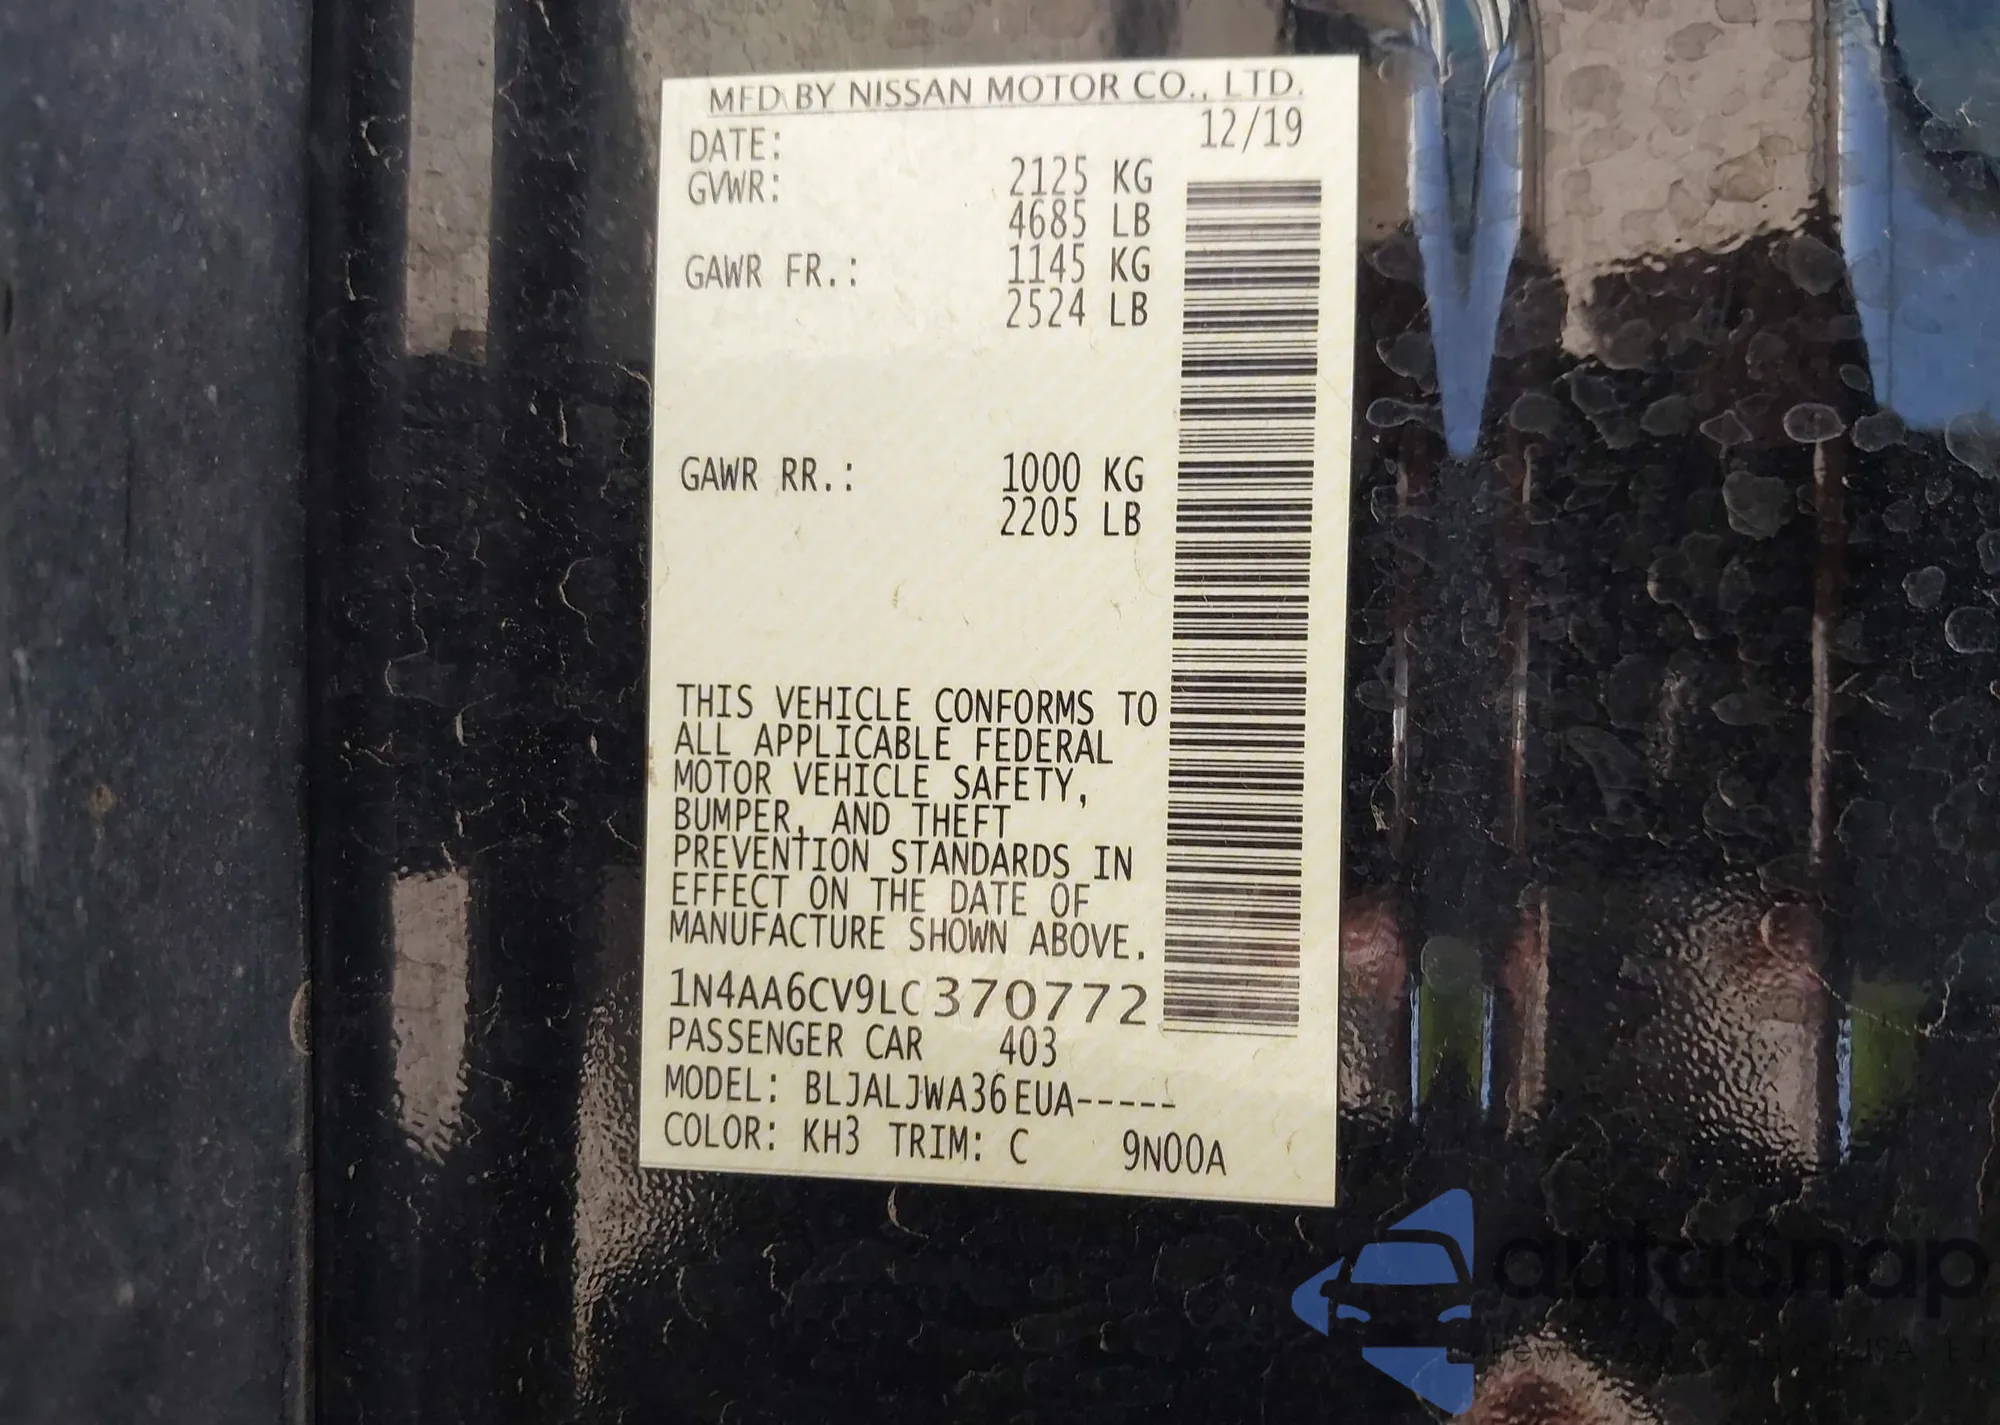 MFD BY NISSAN MOTOR CO., LTD.
DATE: 12/19
GVWR: 2125 KG
4685 LB
GAWR FR.: 1145 KG
2524 LB
GAWR RR.: 1000 KG
2205 LB
THIS VEHICLE CONFORMS TO
ALL APPLICABLE FEDERAL
MOTOR VEHICLE SAFETY,
BUMPER, AND THEFT
PREVENTION STANDARDS IN
EFFECT ON THE DATE OF
MANUFACTURE SHOWN ABOVE.
1N4AA6CV9LC370772
PASSENGER CAR 403
MODEL: BLJALJWA36EUA-----
COLOR: KH3 TRIM: C 9N00A
autasnap